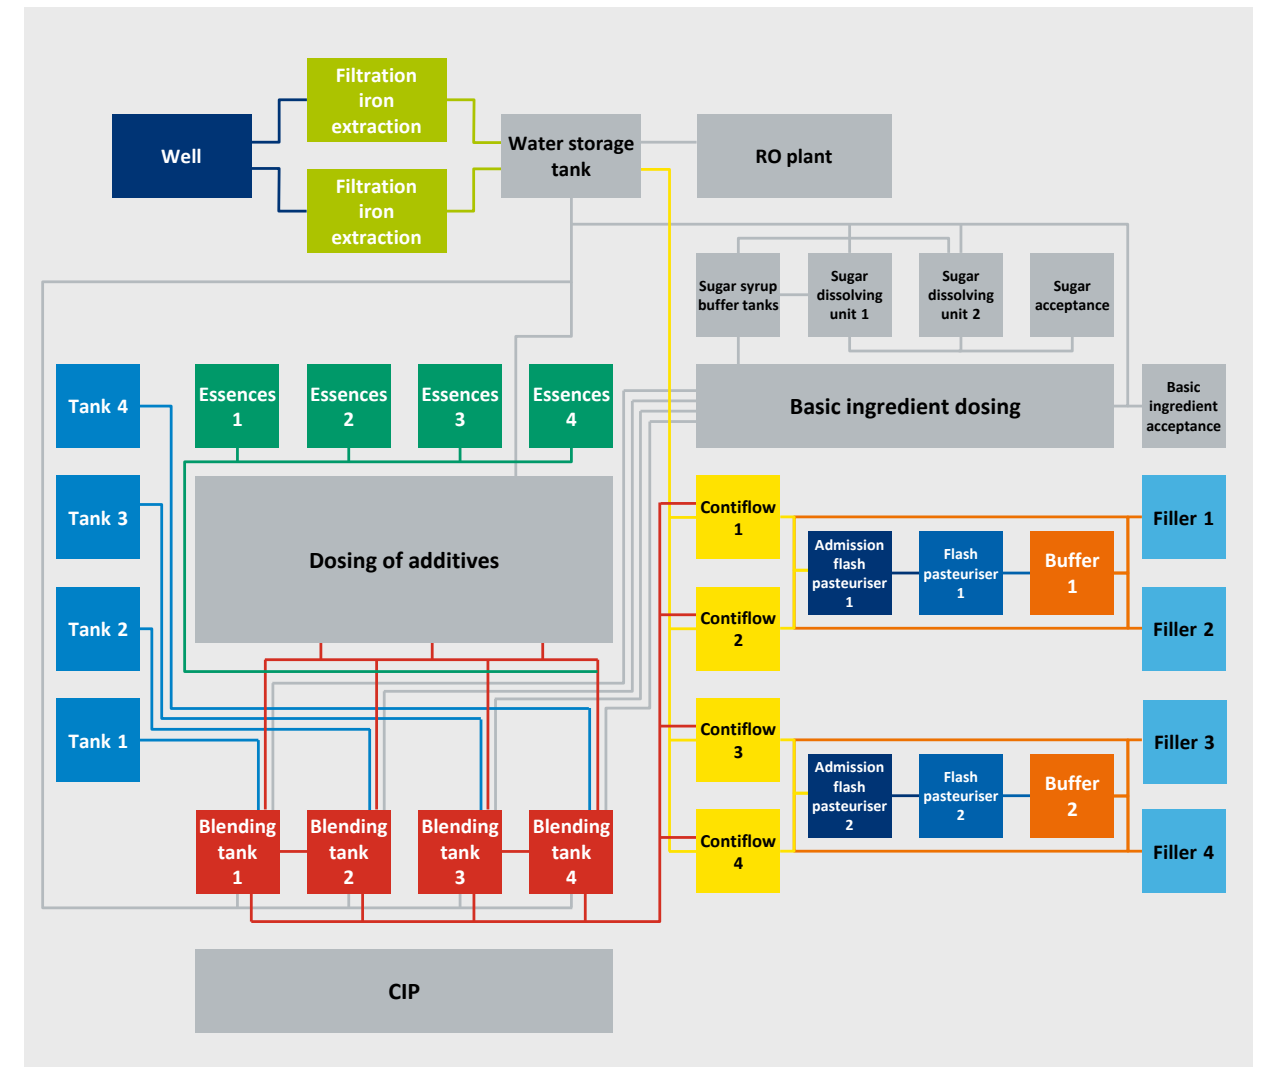 Filtration
iron
extraction
Well
Water storage
tank
RO plant
Filtration
iron
extraction
Sugar syrup
buffer tanks
Sugar
dissolving
unit 1
Sugar
dissolving
unit 2
Sugar
acceptance
Tank 4
Essences
1
Essences
2
Essences
3
Essences
4
Basic ingredient dosing
Basic
ingredient
acceptance
Tank 3
Dosing of additives
Contiflow
1
Filler 1
Admission
flash
pasteuriser
1
Flash
pasteuriser
1
Buffer
1
Tank 2
Contiflow
2
Filler 2
Tank 1
Contiflow
3
Filler 3
Admission
flash
pasteuriser
2
Flash
pasteuriser
2
Buffer
2
Blending
tank
1
Blending
tank
2
Blending
tank
3
Blending
tank
4
Contiflow
4
Filler 4
CIP